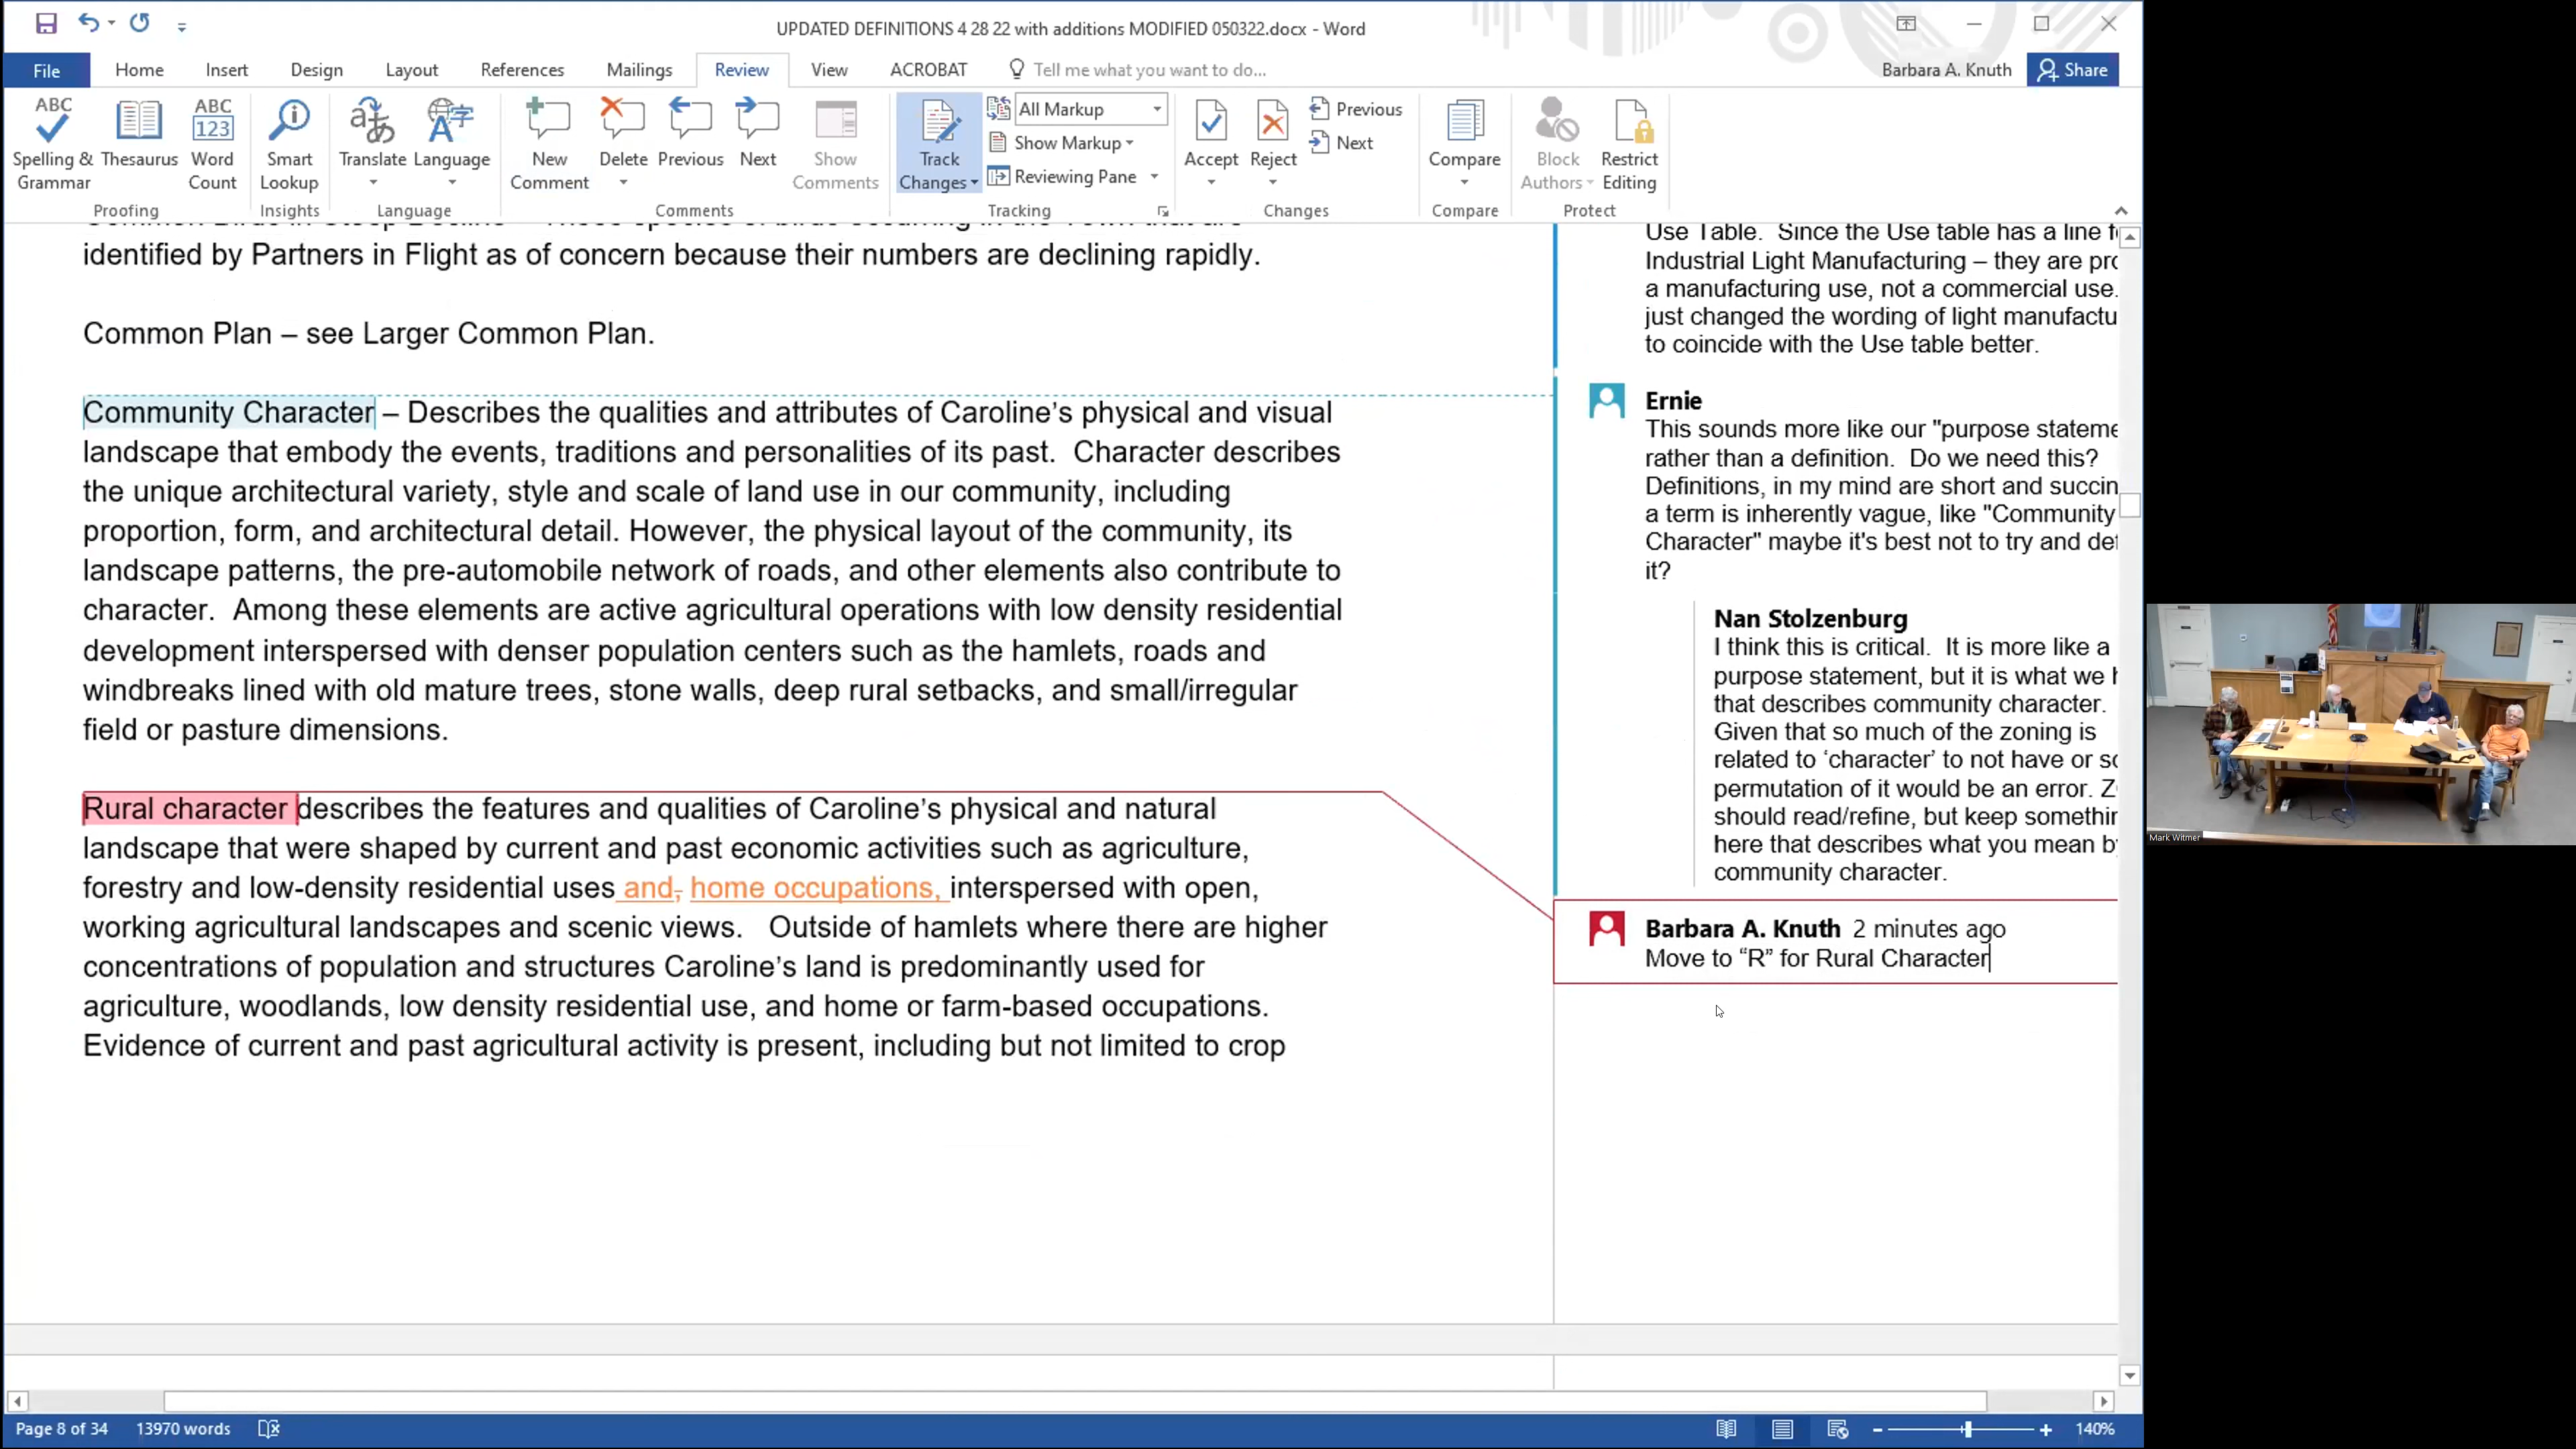 UPDATED DEFINITIONS 4 28 22 with additions MODIFIED 050322.docx - Word
File Home Insert Design Layout References Mailings Review View ACROBAT Tell me what you want to do... Barbara A. Knuth Share
Spelling & Grammar
Thesaurus
ABC 123 Word Count
Smart Lookup
Translate
Language
New Comment
Delete
Previous
Next
Show Comments
Track Changes
All Markup
Show Markup
Reviewing Pane
Accept
Reject
Previous
Next
Compare
Block Authors
Restrict Editing
Proofing Insights Language Comments Tracking Changes Compare Protect
identified by Partners in Flight as of concern because their numbers are declining rapidly.
Common Plan – see Larger Common Plan.
Community Character – Describes the qualities and attributes of Caroline’s physical and visual
landscape that embody the events, traditions and personalities of its past.  Character describes
the unique architectural variety, style and scale of land use in our community, including
proportion, form, and architectural detail. However, the physical layout of the community, its
landscape patterns, the pre-automobile network of roads, and other elements also contribute to
character.  Among these elements are active agricultural operations with low density residential
development interspersed with denser population centers such as the hamlets, roads and
windbreaks lined with old mature trees, stone walls, deep rural setbacks, and small/irregular
field or pasture dimensions.
Rural character describes the features and qualities of Caroline’s physical and natural
landscape that were shaped by current and past economic activities such as agriculture,
forestry and low-density residential uses and, home occupations, interspersed with open,
working agricultural landscapes and scenic views.   Outside of hamlets where there are higher
concentrations of population and structures Caroline’s land is predominantly used for
agriculture, woodlands, low density residential use, and home or farm-based occupations.
Evidence of current and past agricultural activity is present, including but not limited to crop
Use Table.  Since the Use table has a line
Industrial Light Manufacturing – they are
a manufacturing use, not a commercial use.
just changed the wording of light
to coincide with the Use table better.
Ernie
This sounds more like our "purpose
rather than a definition.  Do we need this?
Definitions, in my mind are short and
a term is inherently vague, like "Community
Character" maybe it's best not to try and
it?
Nan Stolzenburg
I think this is critical.  It is more like a
purpose statement, but it is what we
that describes community character.
Given that so much of the zoning is
related to ‘character’ to not have or
permutation of it would be an error.
should read/refine, but keep
here that describes what you mean
community character.
Barbara A. Knuth 2 minutes ago
Move to “R” for Rural Character
Mark Witmer
Page 8 of 34 13970 words 140%